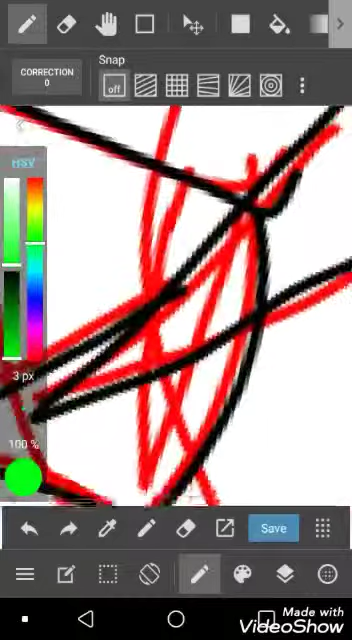 Snap
CORRECTION
0
off
HSV
3 px
100 %
Save
Made with
VideoShow